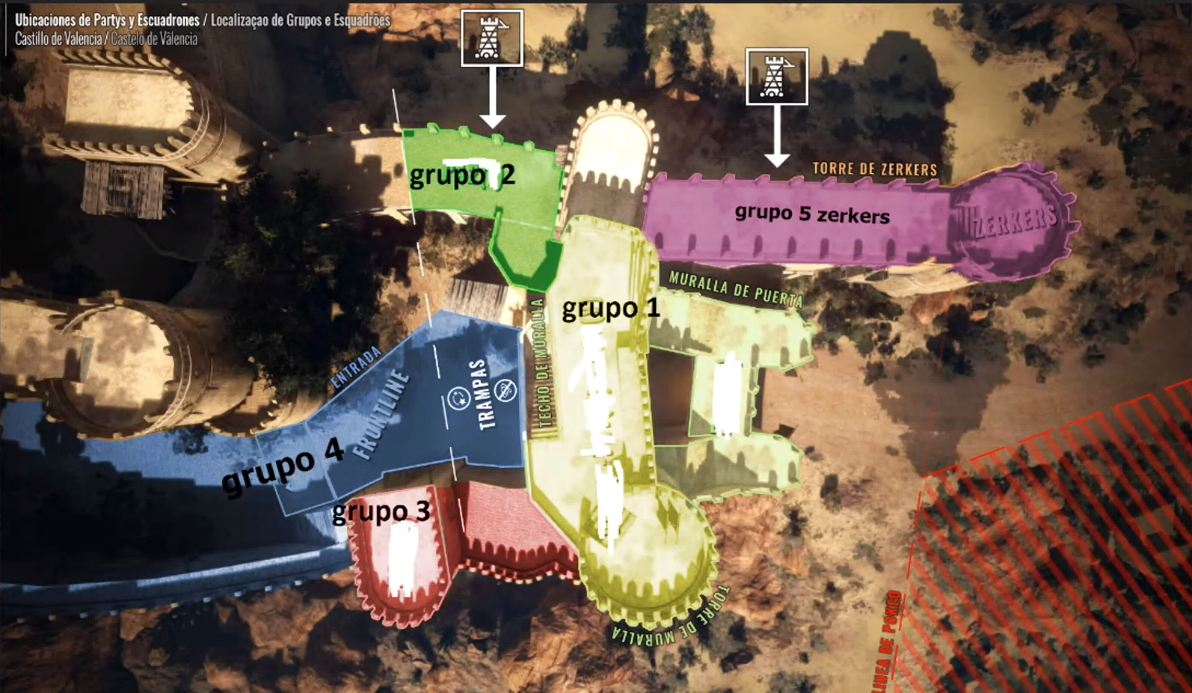 Ubicaciones de Partys y Escuadrones / Localizaçao de Grupos e Esquadrões
Castillo de Valencia / Castelo de Valencia
TORRE DE ZERKERS
grupo 2
grupo 5 zerkers
ZERKERS
MURALLA DE PUERTA
grupo 1
TECHO DE MURALLA
ENTRADA
FRONTLINE
TRAMPAS
grupo 4
grupo 3
TORRE DE MURALLA
LINEA DE POKEO